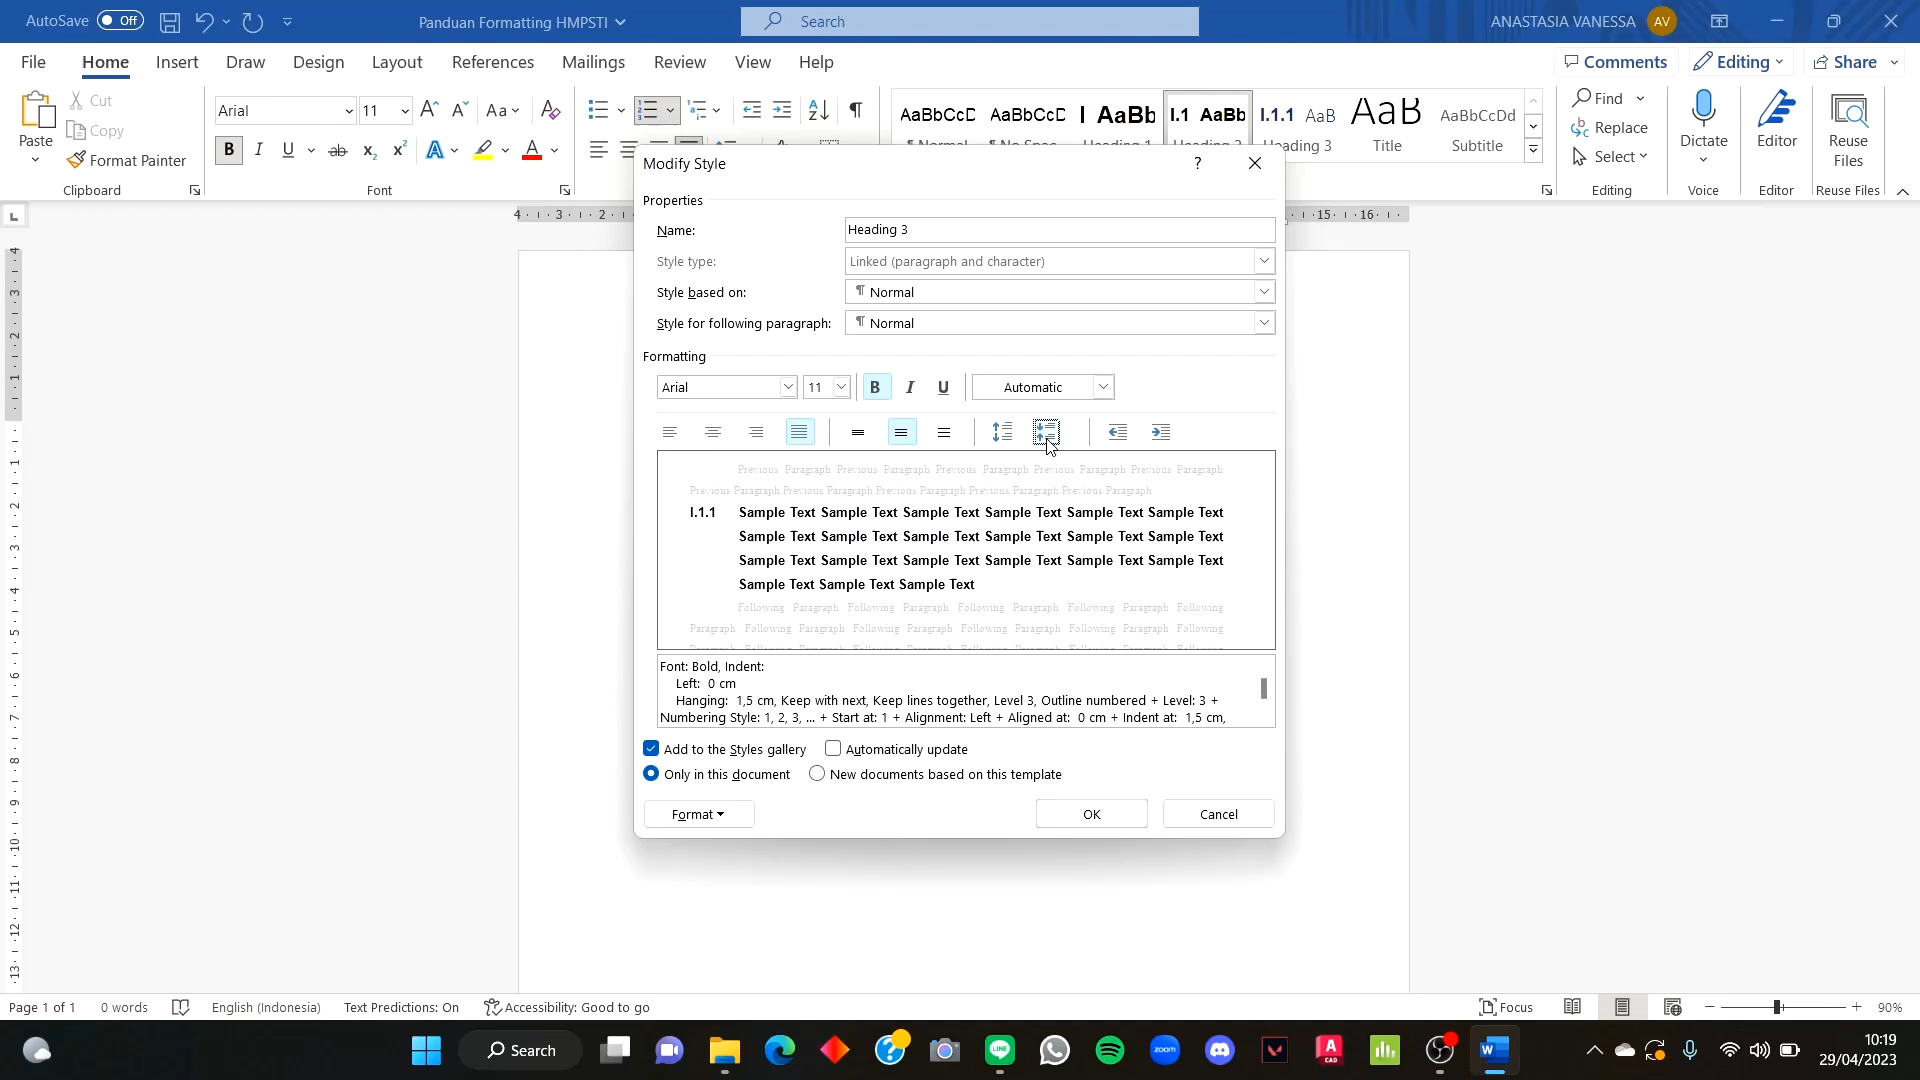 AutoSave Off
Panduan Formatting HMPSTI
Search
ANASTASIA VANESSA AV
File Home Insert Draw Design Layout References Mailings Review View Help
Comments Editing Share
Paste
Cut
Copy
Format Painter
Clipboard
Arial 11
Font
AaBbCcD AaBbCcD I AaBb I.1 AaBb I.1.1 AaB AaB AaBbCcDd
Title Subtitle
Find
Replace
Select
Editing
Dictate
Voice
Editor
Editor
Reuse Files
Reuse Files
Modify Style
Properties
Name: Heading 3
Style type: Linked (paragraph and character)
Style based on: ¶ Normal
Style for following paragraph: ¶ Normal
Formatting
Arial 11 B I U Automatic
Previous Paragraph Previous Paragraph Previous Paragraph Previous Paragraph Previous Paragraph
Previous Paragraph Previous Paragraph Previous Paragraph Previous Paragraph Previous Paragraph
I.1.1 Sample Text Sample Text Sample Text Sample Text Sample Text Sample Text
Sample Text Sample Text Sample Text Sample Text Sample Text Sample Text
Sample Text Sample Text Sample Text Sample Text Sample Text Sample Text
Sample Text Sample Text Sample Text
Following Paragraph Following Paragraph Following Paragraph Following Paragraph Following
Paragraph Following Paragraph Following Paragraph Following Paragraph Following Paragraph Following
Font: Bold, Indent:
Left: 0 cm
Hanging: 1,5 cm, Keep with next, Keep lines together, Level 3, Outline numbered + Level: 3 +
Numbering Style: 1, 2, 3, ... + Start at: 1 + Alignment: Left + Aligned at: 0 cm + Indent at: 1,5 cm,
Add to the Styles gallery Automatically update
Only in this document New documents based on this template
Format OK Cancel
Page 1 of 1 0 words English (Indonesia) Text Predictions: On Accessibility: Good to go
Focus 90%
Search
10:19
29/04/2023